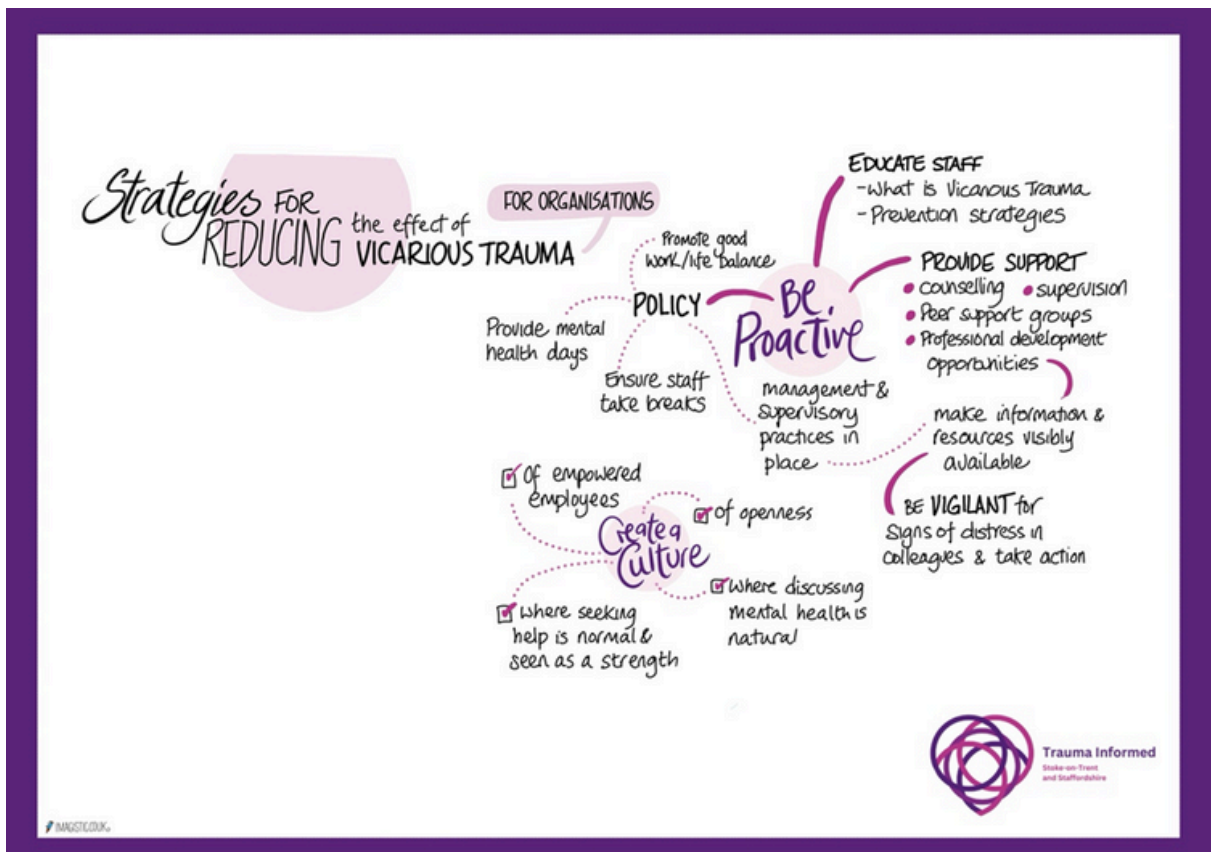 Strategies FOR
REDUCING the effect of
VICARIOUS TRAUMA
FOR ORGANISATIONS
BE
Proactive
EDUCATE STAFF
- What is Vicarious Trauma
- Prevention strategies
PROVIDE SUPPORT
• counselling • supervision
• Peer support groups
• Professional development
opportunities
make information &
resources visibly
available
BE VIGILANT for
signs of distress in
colleagues & take action
POLICY
Promote good
work/life balance
Provide mental
health days
Ensure staff
take breaks
management &
supervisory
practices in
place
Create a
Culture
Of empowered
employees
of openness
where discussing
mental health is
natural
where seeking
help is normal &
seen as a strength
Trauma Informed
Stoke-on-Trent
and Staffordshire
IMAGISTIC.CO.UK